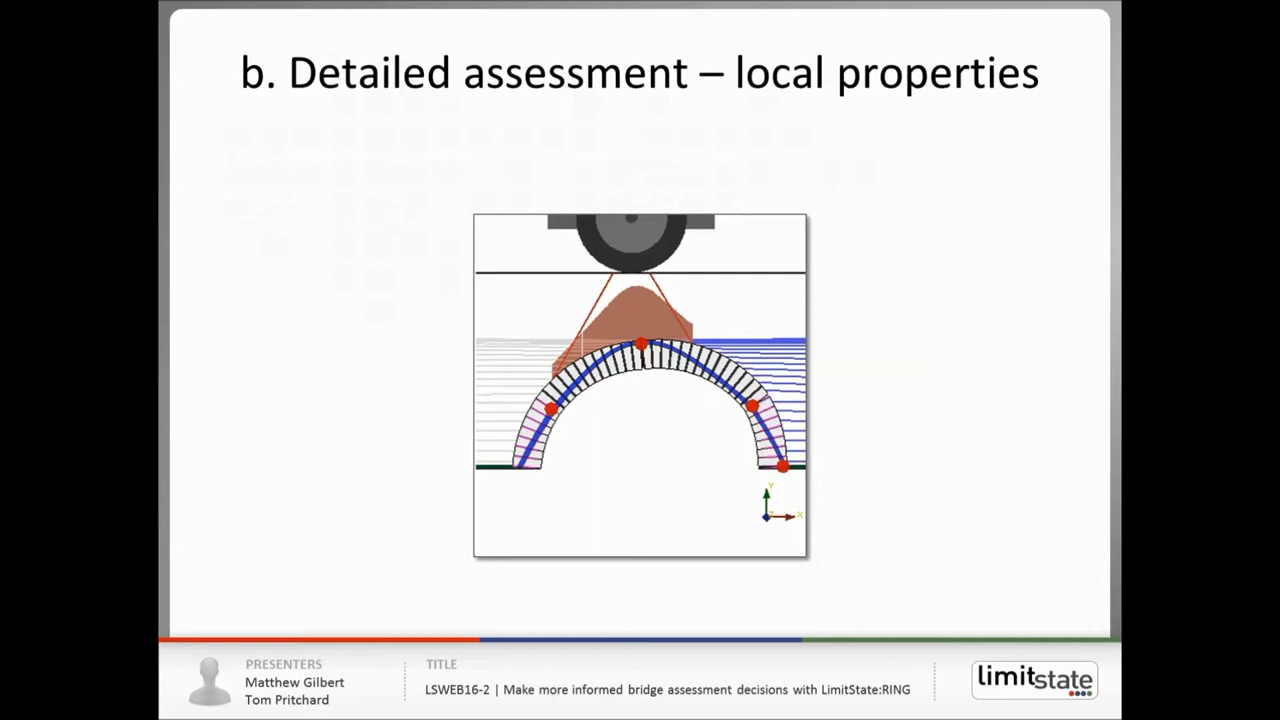 b. Detailed assessment – local properties
Y
X
PRESENTERS
Matthew Gilbert
Tom Pritchard
TITLE
LSWEB16-2 | Make more informed bridge assessment decisions with LimitState:RING
limitstate